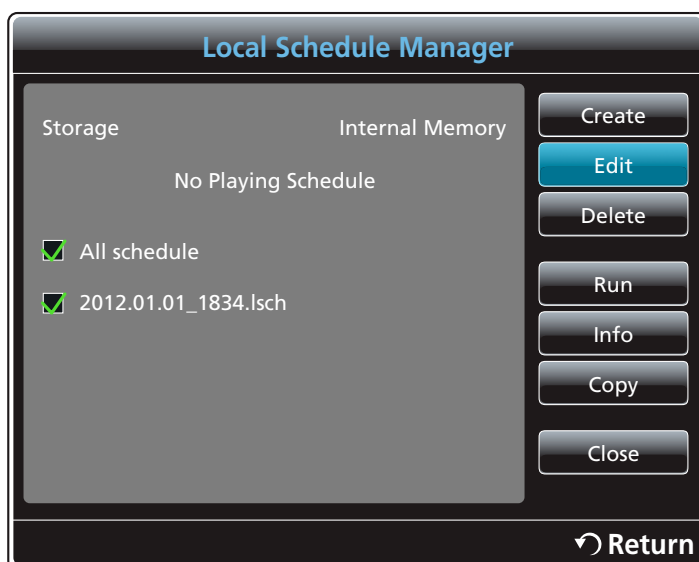 Local Schedule Manager
Storage Internal Memory
No Playing Schedule
All schedule
2012.01.01_1834.lsch
Create
Edit
Delete
Run
Info
Copy
Close
Return